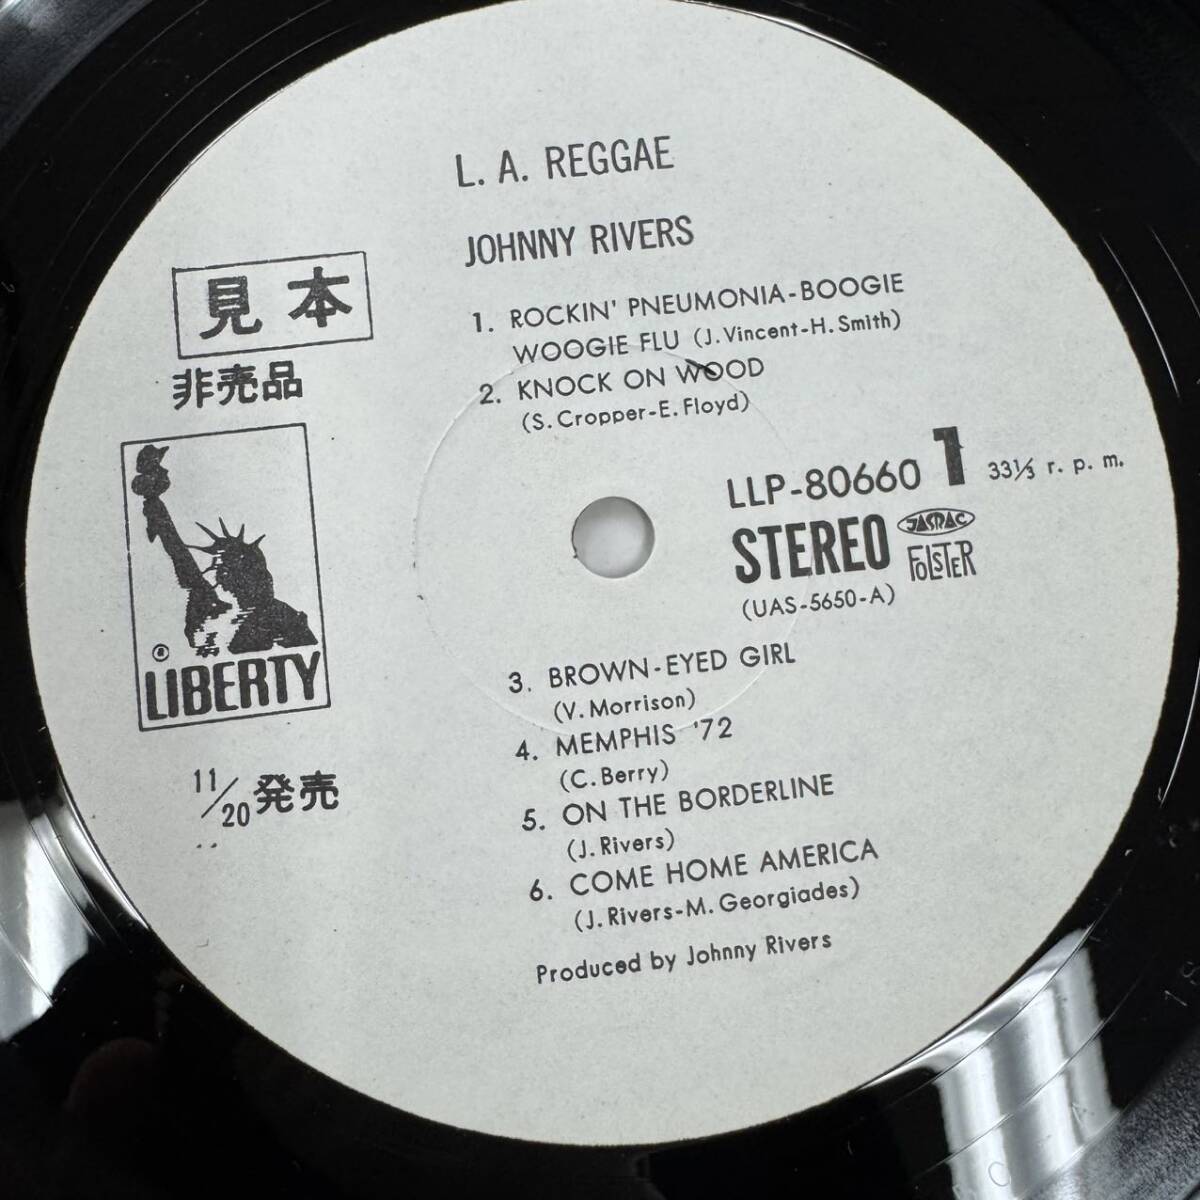 L. A. REGGAE
JOHNNY RIVERS
見本
非売品
1. ROCKIN' PNEUMONIA-BOOGIE
WOOGIE FLU (J. Vincent-H. Smith)
2. KNOCK ON WOOD
(S. Cropper-E. Floyd)
LLP-80660 1 33⅓ r. p. m.
STEREO JASRAC
FOLSTER
(UAS-5650-A)
® LIBERTY
3. BROWN-EYED GIRL
(V. Morrison)
4. MEMPHIS '72
(C. Berry)
11/20発売
5. ON THE BORDERLINE
(J. Rivers)
6. COME HOME AMERICA
(J. Rivers-M. Georgiades)
Produced by Johnny Rivers